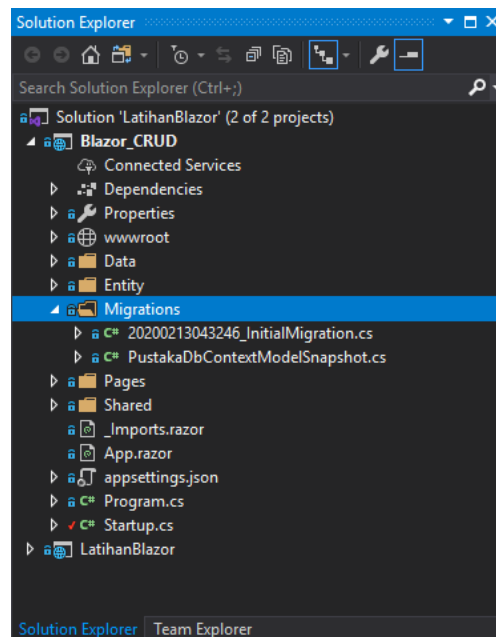 Solution Explorer
Search Solution Explorer (Ctrl+;)
Solution 'LatihanBlazor' (2 of 2 projects)
Blazor_CRUD
Connected Services
Dependencies
Properties
wwwroot
Data
Entity
Migrations
C# 20200213043246_InitialMigration.cs
C# PustakaDbContextModelSnapshot.cs
Pages
Shared
_Imports.razor
App.razor
appsettings.json
C# Program.cs
C# Startup.cs
LatihanBlazor
Solution Explorer Team Explorer